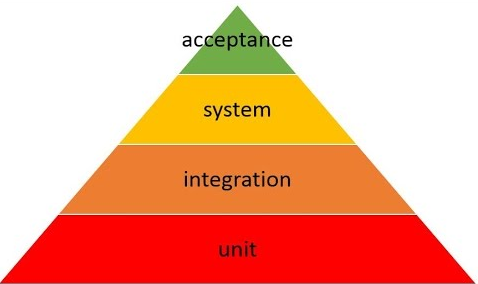 acceptance
system
integration
unit